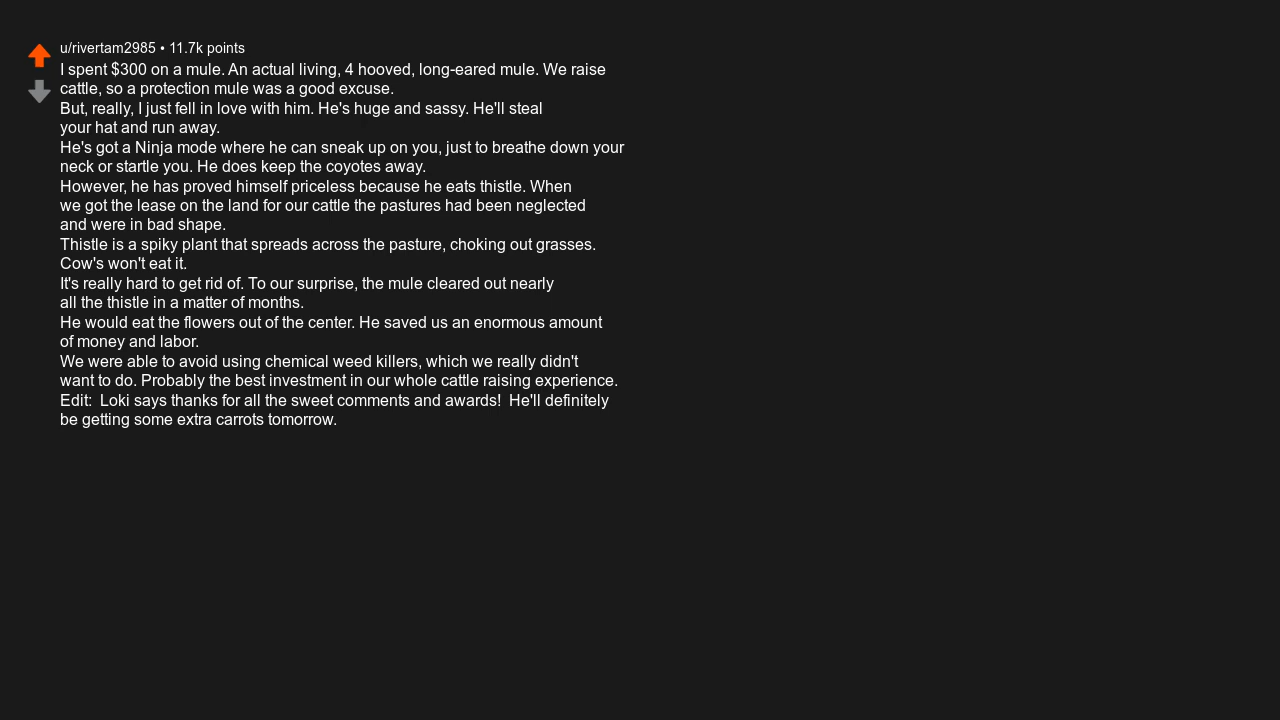 u/rivertam2985 • 11.7k points
I spent $300 on a mule. An actual living, 4 hooved, long-eared mule. We raise
cattle, so a protection mule was a good excuse.
But, really, I just fell in love with him. He's huge and sassy. He'll steal
your hat and run away.
He's got a Ninja mode where he can sneak up on you, just to breathe down your
neck or startle you. He does keep the coyotes away.
However, he has proved himself priceless because he eats thistle. When
we got the lease on the land for our cattle the pastures had been neglected
and were in bad shape.
Thistle is a spiky plant that spreads across the pasture, choking out grasses.
Cow's won't eat it.
It's really hard to get rid of. To our surprise, the mule cleared out nearly
all the thistle in a matter of months.
He would eat the flowers out of the center. He saved us an enormous amount
of money and labor.
We were able to avoid using chemical weed killers, which we really didn't
want to do. Probably the best investment in our whole cattle raising experience.
Edit:  Loki says thanks for all the sweet comments and awards!  He'll definitely
be getting some extra carrots tomorrow.